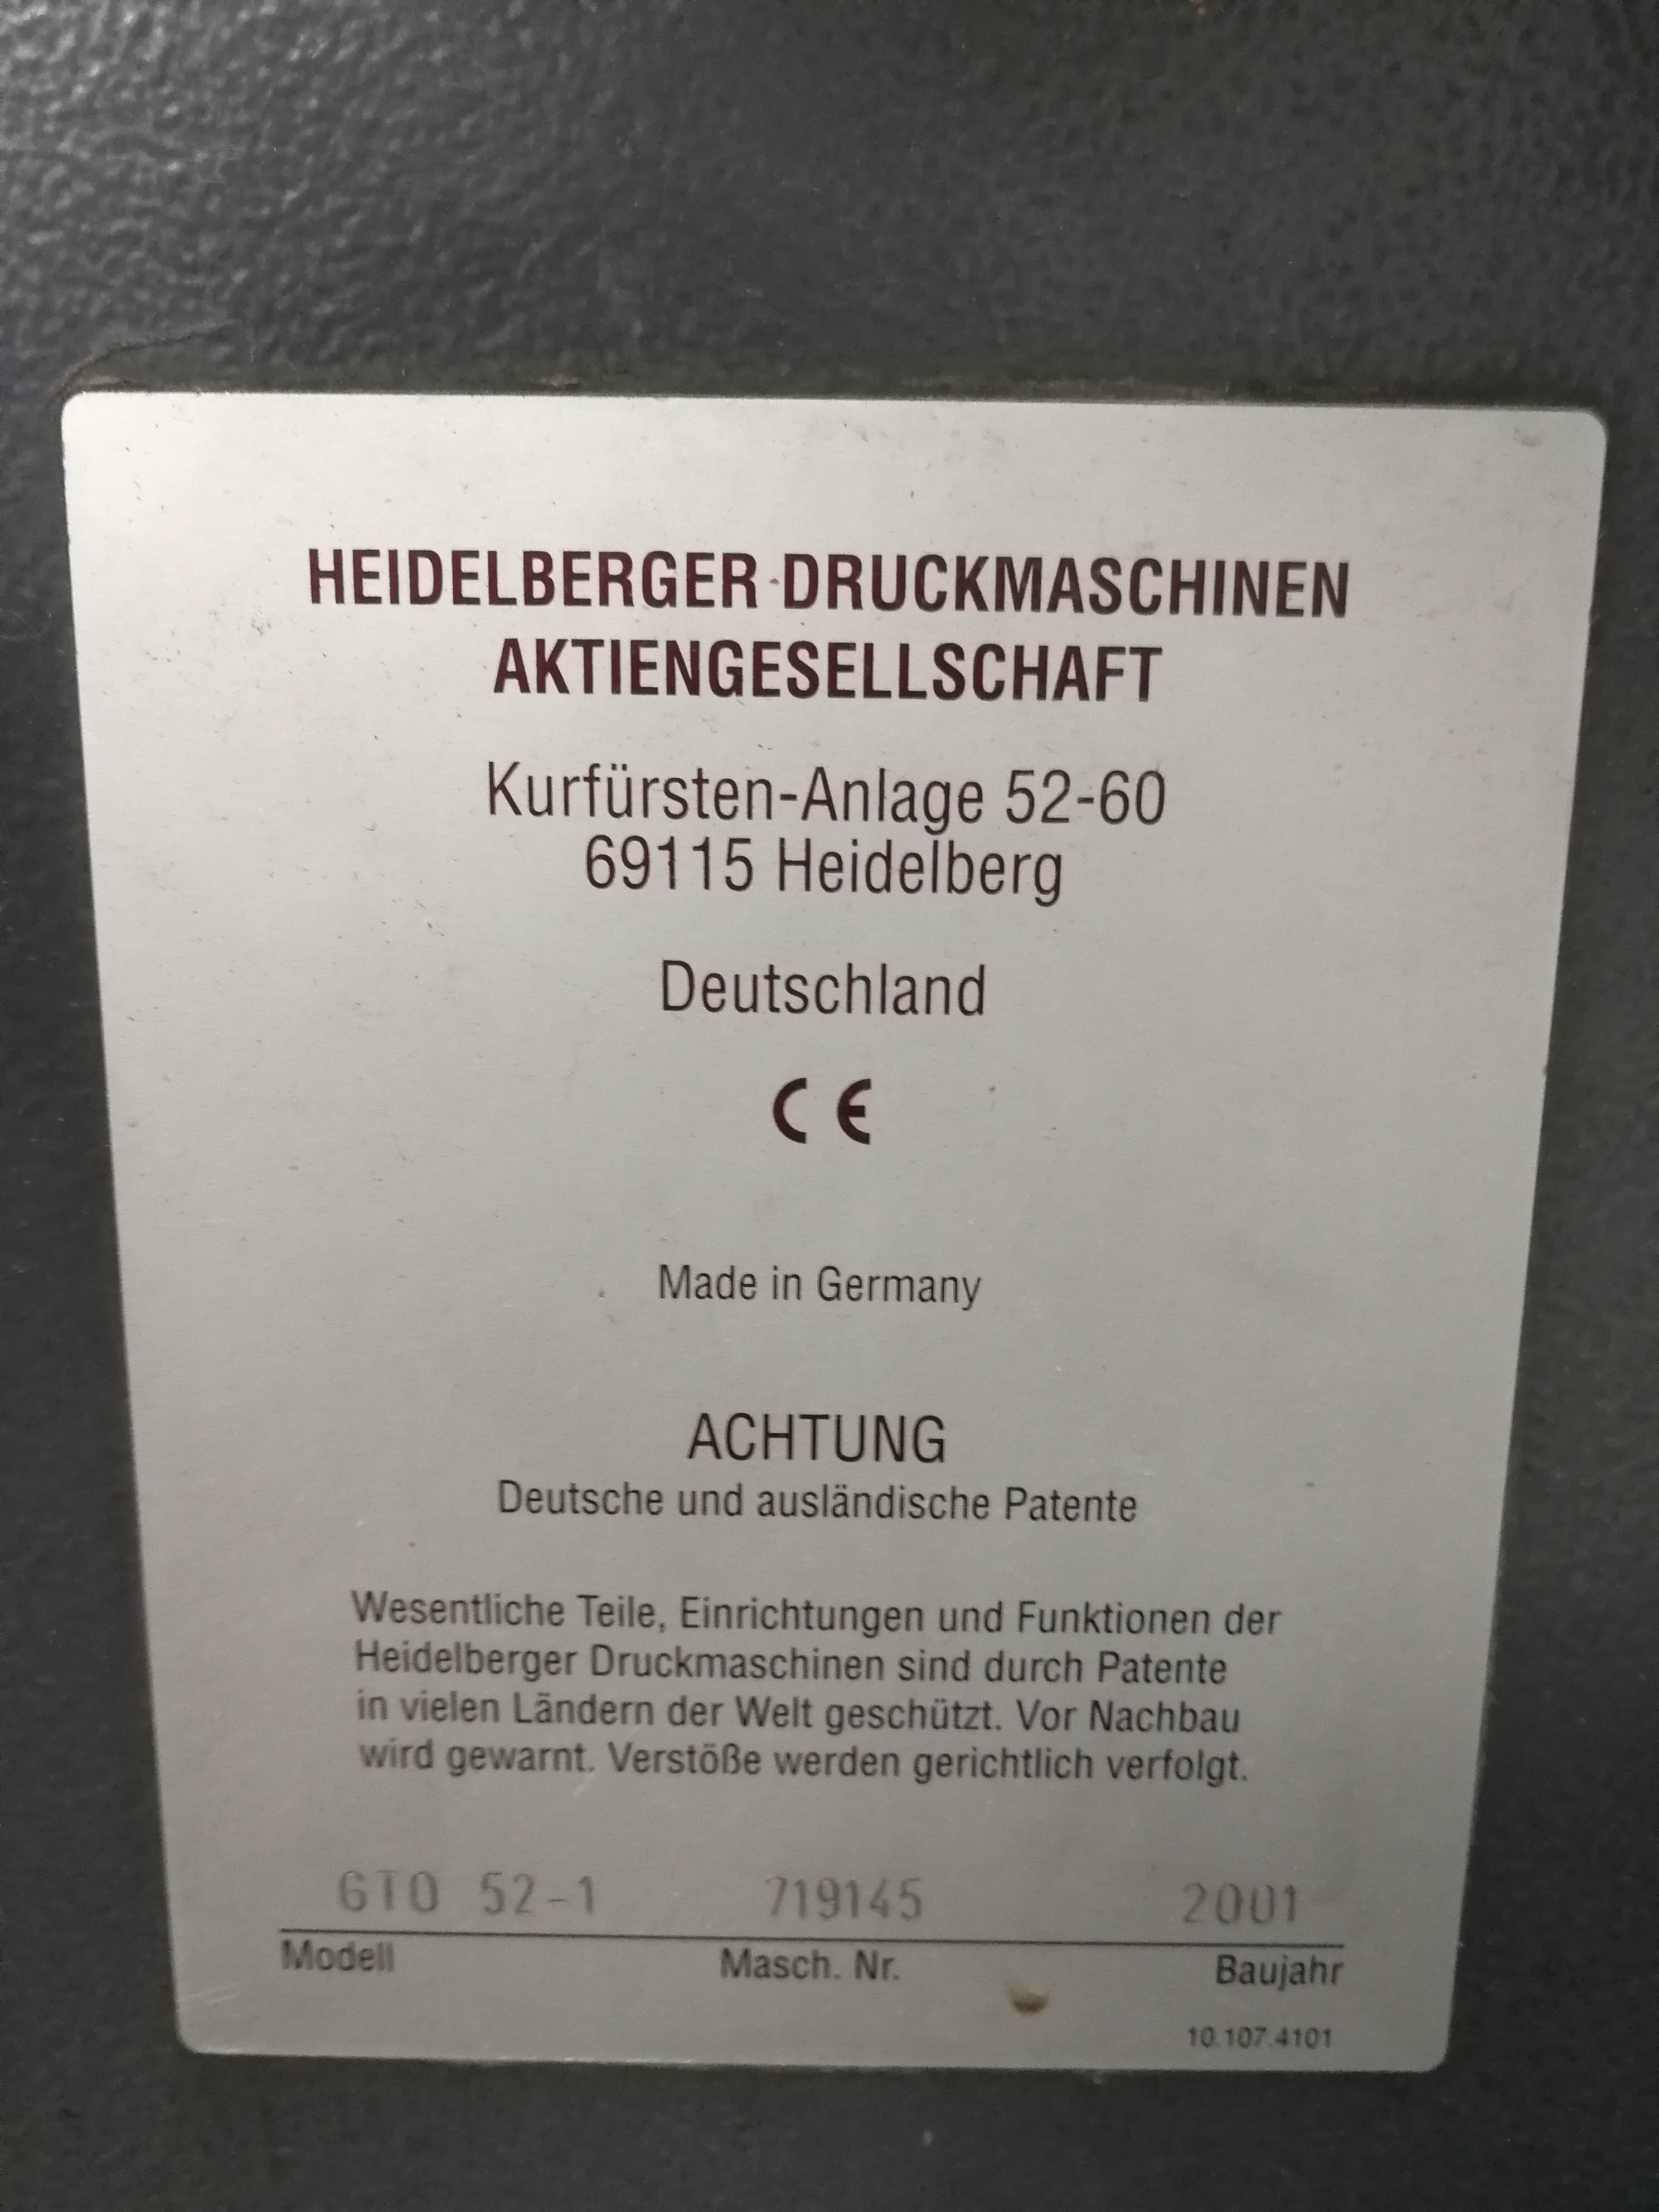 HEIDELBERGER DRUCKMASCHINEN
AKTIENGESELLSCHAFT
Kurfürsten-Anlage 52-60
69115 Heidelberg
Deutschland
CE
Made in Germany
ACHTUNG
Deutsche und ausländische Patente
Wesentliche Teile, Einrichtungen und Funktionen der
Heidelberger Druckmaschinen sind durch Patente
in vielen Ländern der Welt geschützt. Vor Nachbau
wird gewarnt. Verstöße werden gerichtlich verfolgt.
GTO 52-1 719145 2001
Modell Masch. Nr. Baujahr
10.107.4101